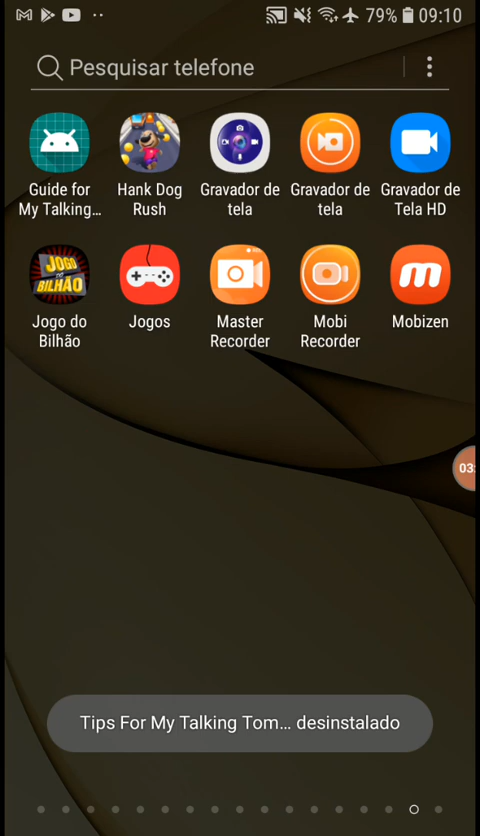 79% 09:10
Pesquisar telefone
Guide for
My Talking...
Hank Dog
Rush
Gravador de
tela
Gravador de
tela
Gravador de
Tela HD
JOGO
DO
BILHÃO
Jogo do
Bilhão
Jogos
Master
Recorder
Mobi
Recorder
Mobizen
03:
Tips For My Talking Tom... desinstalado